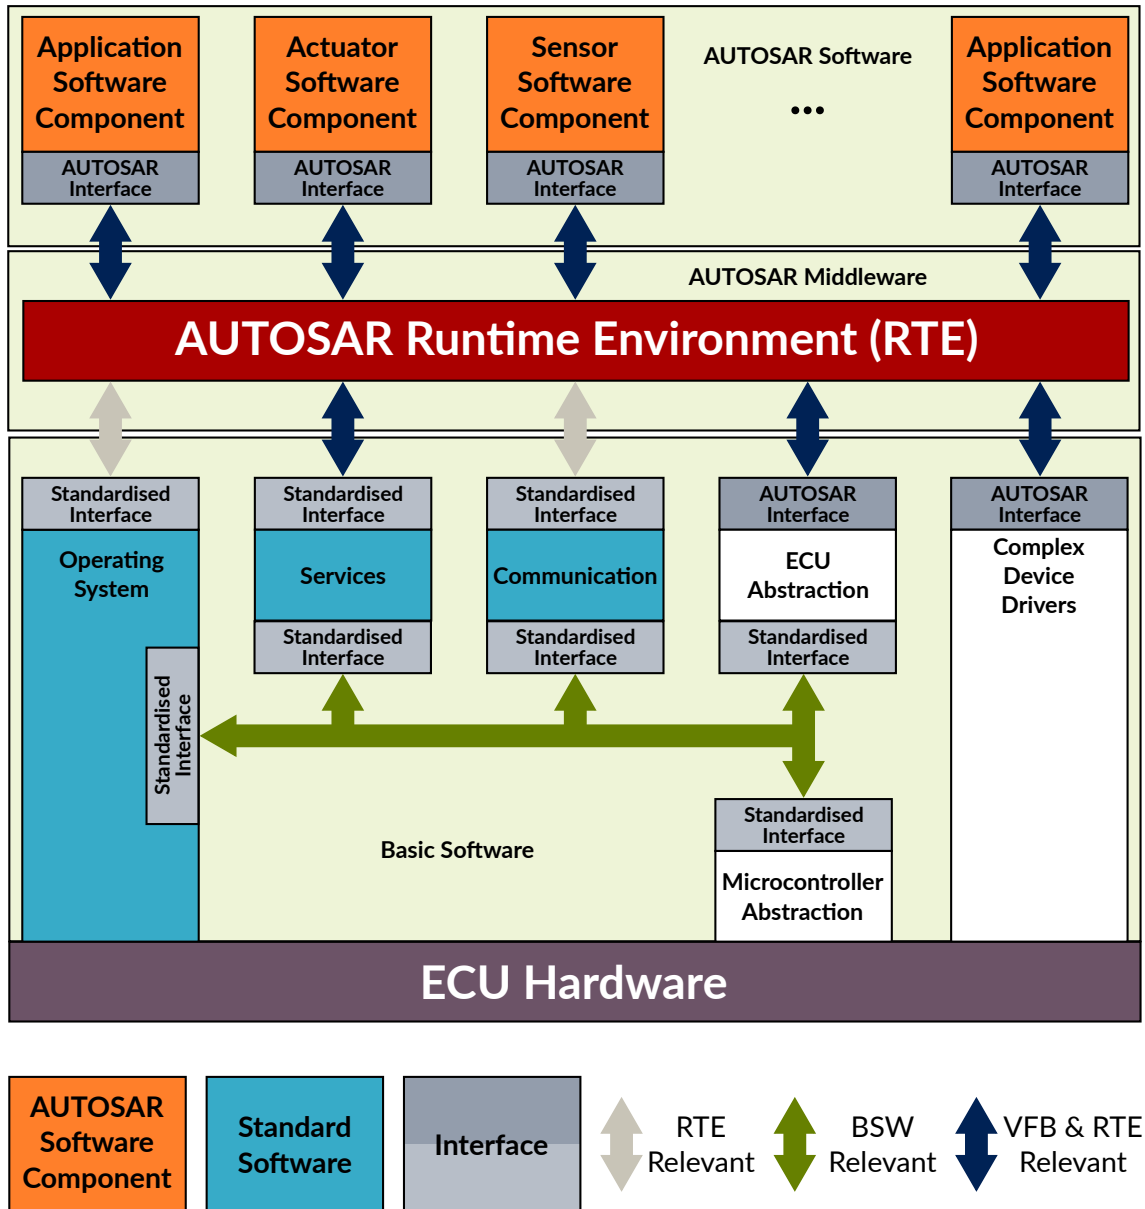 Application
Software
Component
AUTOSAR
Interface
Actuator
Software
Component
AUTOSAR
Interface
Sensor
Software
Component
AUTOSAR
Interface
AUTOSAR Software
...
Application
Software
Component
AUTOSAR
Interface
AUTOSAR Middleware
AUTOSAR Runtime Environment (RTE)
Standardised
Interface
Operating
System
Standardised
Interface
Standardised
Interface
Services
Standardised
Interface
Standardised
Interface
Communication
Standardised
Interface
AUTOSAR
Interface
ECU
Abstraction
Standardised
Interface
AUTOSAR
Interface
Complex
Device
Drivers
Basic Software
Standardised
Interface
Microcontroller
Abstraction
ECU Hardware
AUTOSAR
Software
Component
Standard
Software
Interface
RTE
Relevant
BSW
Relevant
VFB & RTE
Relevant